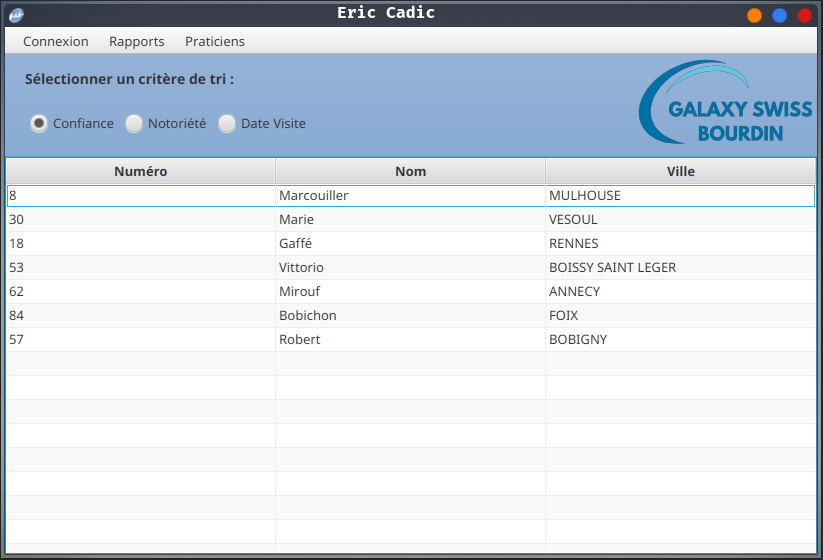 Eric Cadic
Connexion Rapports Praticiens
Sélectionner un critère de tri :
Confiance Notoriété Date Visite
GALAXY SWISS
BOURDIN
Numéro Nom Ville
8 Marcouiller MULHOUSE
30 Marie VESOUL
18 Gaffé RENNES
53 Vittorio BOISSY SAINT LEGER
62 Mirouf ANNECY
84 Bobichon FOIX
57 Robert BOBIGNY